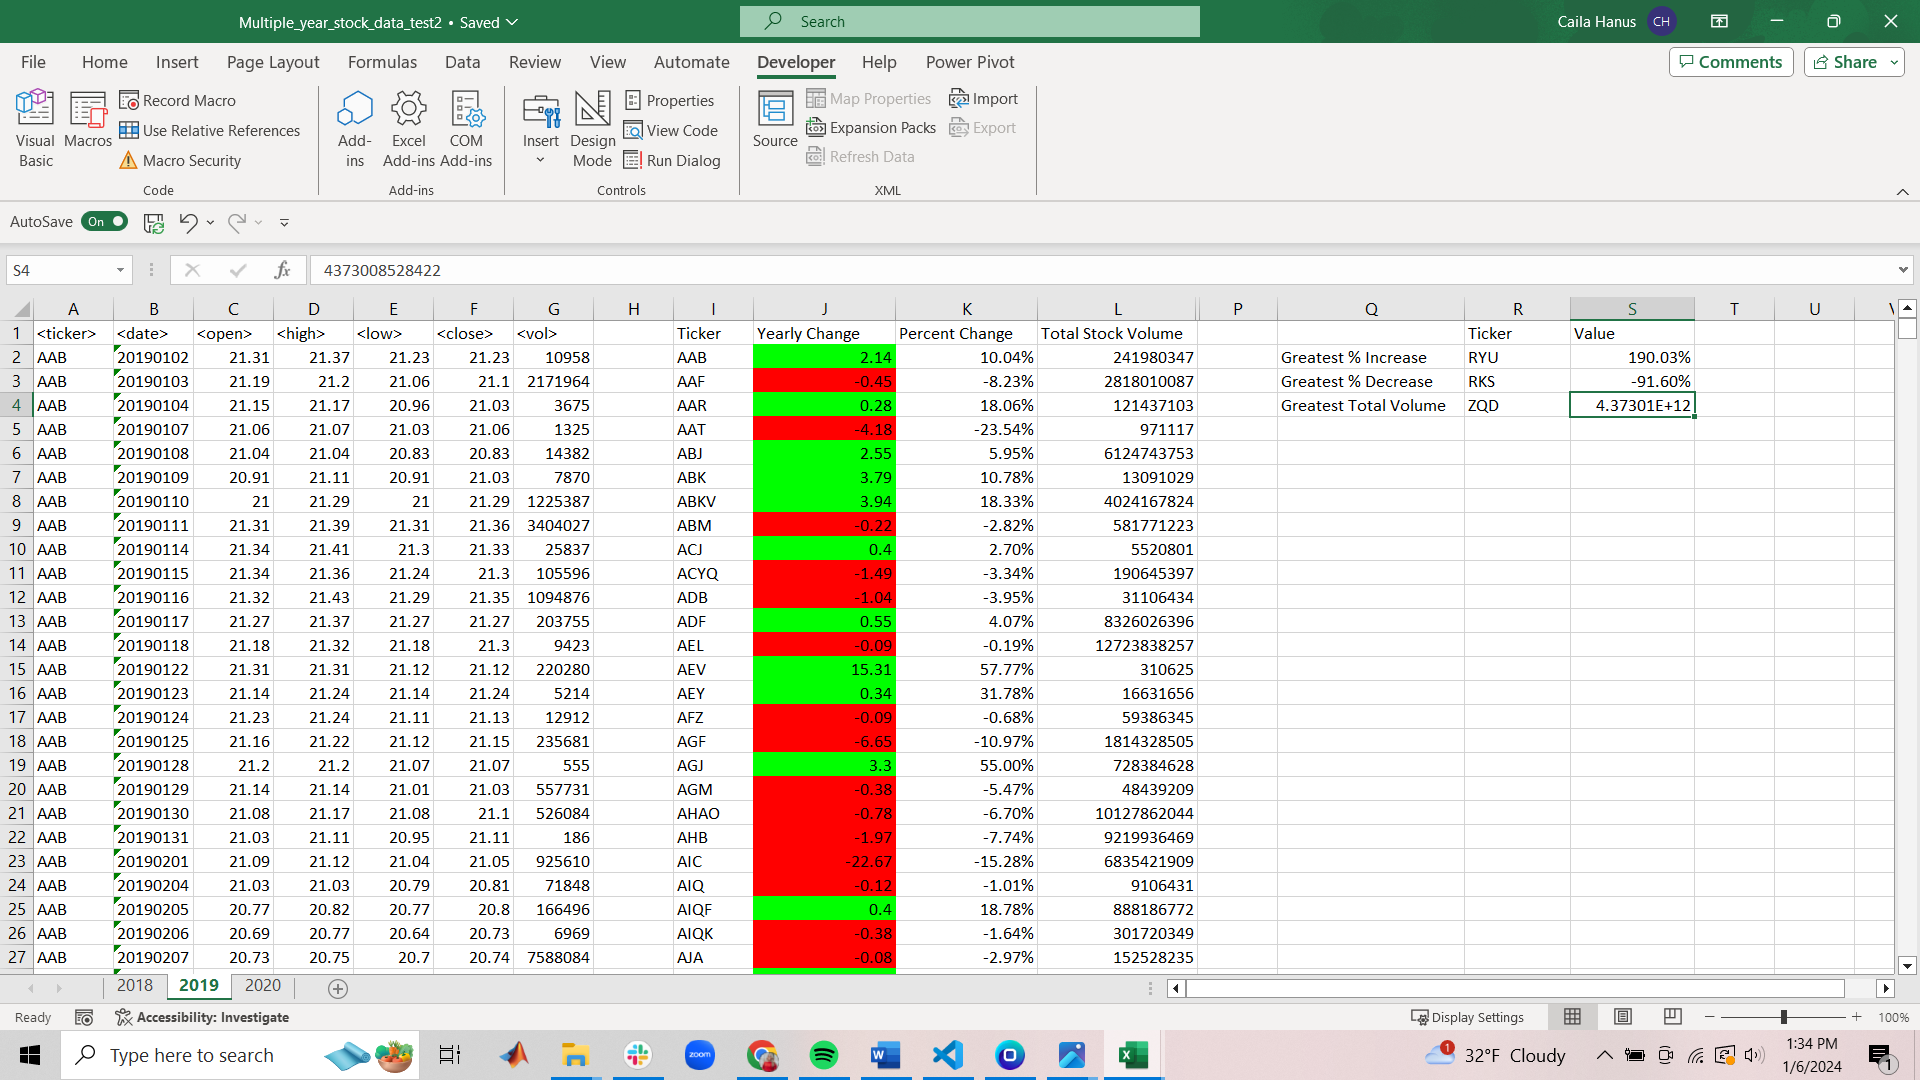 Multiple_year_stock_data_test2 • Saved
Search
Caila Hanus CH
File Home Insert Page Layout Formulas Data Review View Automate Developer Help Power Pivot
Comments Share
Visual Basic
Macros
Record Macro
Use Relative References
Macro Security
Code
Add-ins
Excel Add-ins
COM Add-ins
Add-ins
Insert
Design Mode
Properties
View Code
Run Dialog
Controls
Source
Map Properties
Expansion Packs
Refresh Data
Import
Export
XML
AutoSave On
S4 fx 4373008528422
A B C D E F G H I J K L P Q R S T U
1 <ticker> <date> <open> <high> <low> <close> <vol> Ticker Yearly Change Percent Change Total Stock Volume Ticker Value
2 AAB 20190102 21.31 21.37 21.23 21.23 10958 AAB 2.14 10.04% 241980347 Greatest % Increase RYU 190.03%
3 AAB 20190103 21.19 21.2 21.06 21.1 2171964 AAF -0.45 -8.23% 2818010087 Greatest % Decrease RKS -91.60%
4 AAB 20190104 21.15 21.17 20.96 21.03 3675 AAR 0.28 18.06% 121437103 Greatest Total Volume ZQD 4.37301E+12
5 AAB 20190107 21.06 21.07 21.03 21.06 1325 AAT -4.18 -23.54% 971117
6 AAB 20190108 21.04 21.04 20.83 20.83 14382 ABJ 2.55 5.95% 6124743753
7 AAB 20190109 20.91 21.11 20.91 21.03 7870 ABK 3.79 10.78% 13091029
8 AAB 20190110 21 21.29 21 21.29 1225387 ABKV 3.94 18.33% 4024167824
9 AAB 20190111 21.31 21.39 21.31 21.36 3404027 ABM -0.22 -2.82% 581771223
10 AAB 20190114 21.34 21.41 21.3 21.33 25837 ACJ 0.4 2.70% 5520801
11 AAB 20190115 21.34 21.36 21.24 21.3 105596 ACYQ -1.49 -3.34% 190645397
12 AAB 20190116 21.32 21.43 21.29 21.35 1094876 ADB -1.04 -3.95% 31106434
13 AAB 20190117 21.27 21.37 21.27 21.27 203755 ADF 0.55 4.07% 8326026396
14 AAB 20190118 21.18 21.32 21.18 21.3 9423 AEL -0.09 -0.19% 12723838257
15 AAB 20190122 21.31 21.31 21.12 21.12 220280 AEV 15.31 57.77% 310625
16 AAB 20190123 21.14 21.24 21.14 21.24 5214 AEY 0.34 31.78% 16631656
17 AAB 20190124 21.23 21.24 21.11 21.13 12912 AFZ -0.09 -0.68% 59386345
18 AAB 20190125 21.16 21.22 21.12 21.15 235681 AGF -6.65 -10.97% 1814328505
19 AAB 20190128 21.2 21.2 21.07 21.07 555 AGJ 3.3 55.00% 728384628
20 AAB 20190129 21.14 21.14 21.01 21.03 557731 AGM -0.38 -5.47% 48439209
21 AAB 20190130 21.08 21.17 21.08 21.1 526084 AHAO -0.78 -6.70% 10127862044
22 AAB 20190131 21.03 21.11 20.95 21.11 186 AHB -1.97 -7.74% 9219936469
23 AAB 20190201 21.09 21.12 21.04 21.05 925610 AIC -22.67 -15.28% 6835421909
24 AAB 20190204 21.03 21.03 20.79 20.81 71848 AIQ -0.12 -1.01% 9106431
25 AAB 20190205 20.77 20.82 20.77 20.8 166496 AIQF 0.4 18.78% 888186772
26 AAB 20190206 20.69 20.77 20.64 20.73 6969 AIQK -0.38 -1.64% 301720349
27 AAB 20190207 20.73 20.75 20.7 20.74 7588084 AJA -0.08 -2.97% 152528235
2018 2019 2020
Ready Accessibility: Investigate Display Settings 100%
Type here to search
zoom
1 32°F Cloudy
1:34 PM
1/6/2024
1